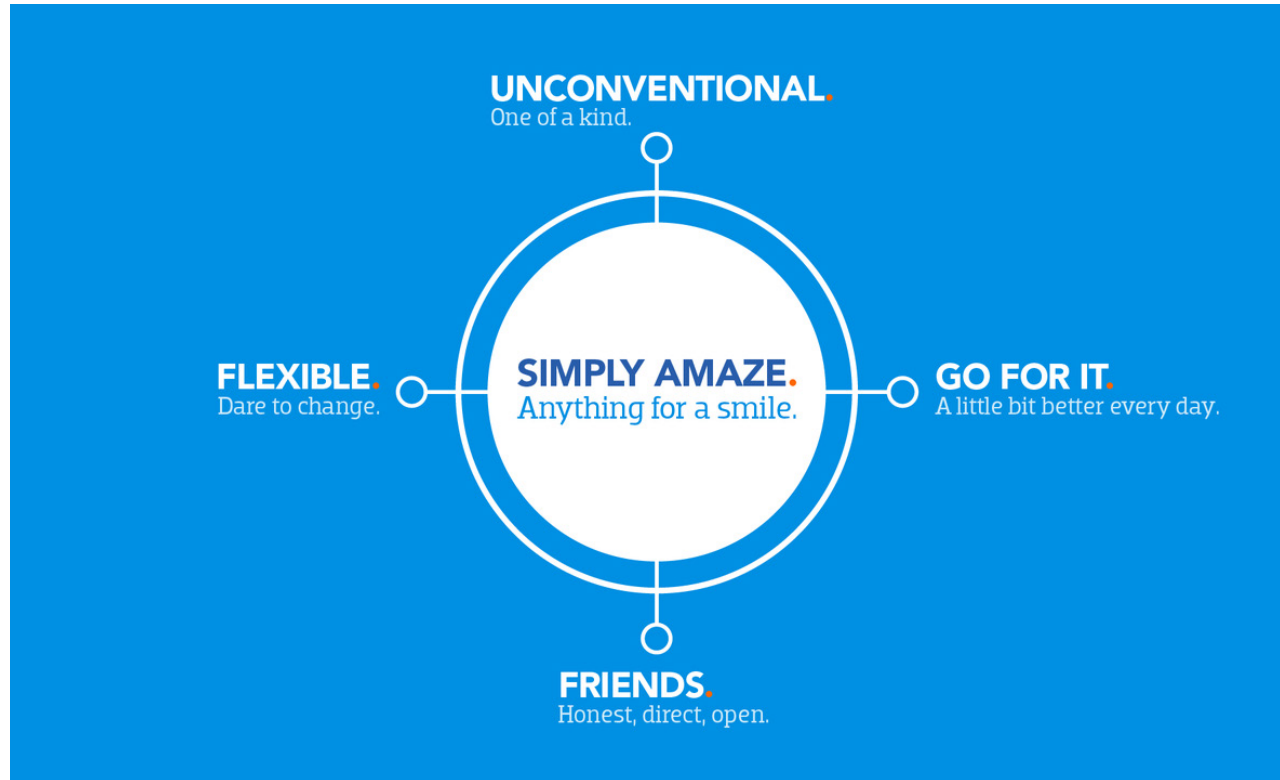 UNCONVENTIONAL.
One of a kind.
FLEXIBLE.
Dare to change.
SIMPLY AMAZE.
Anything for a smile.
GO FOR IT.
A little bit better every day.
FRIENDS.
Honest, direct, open.